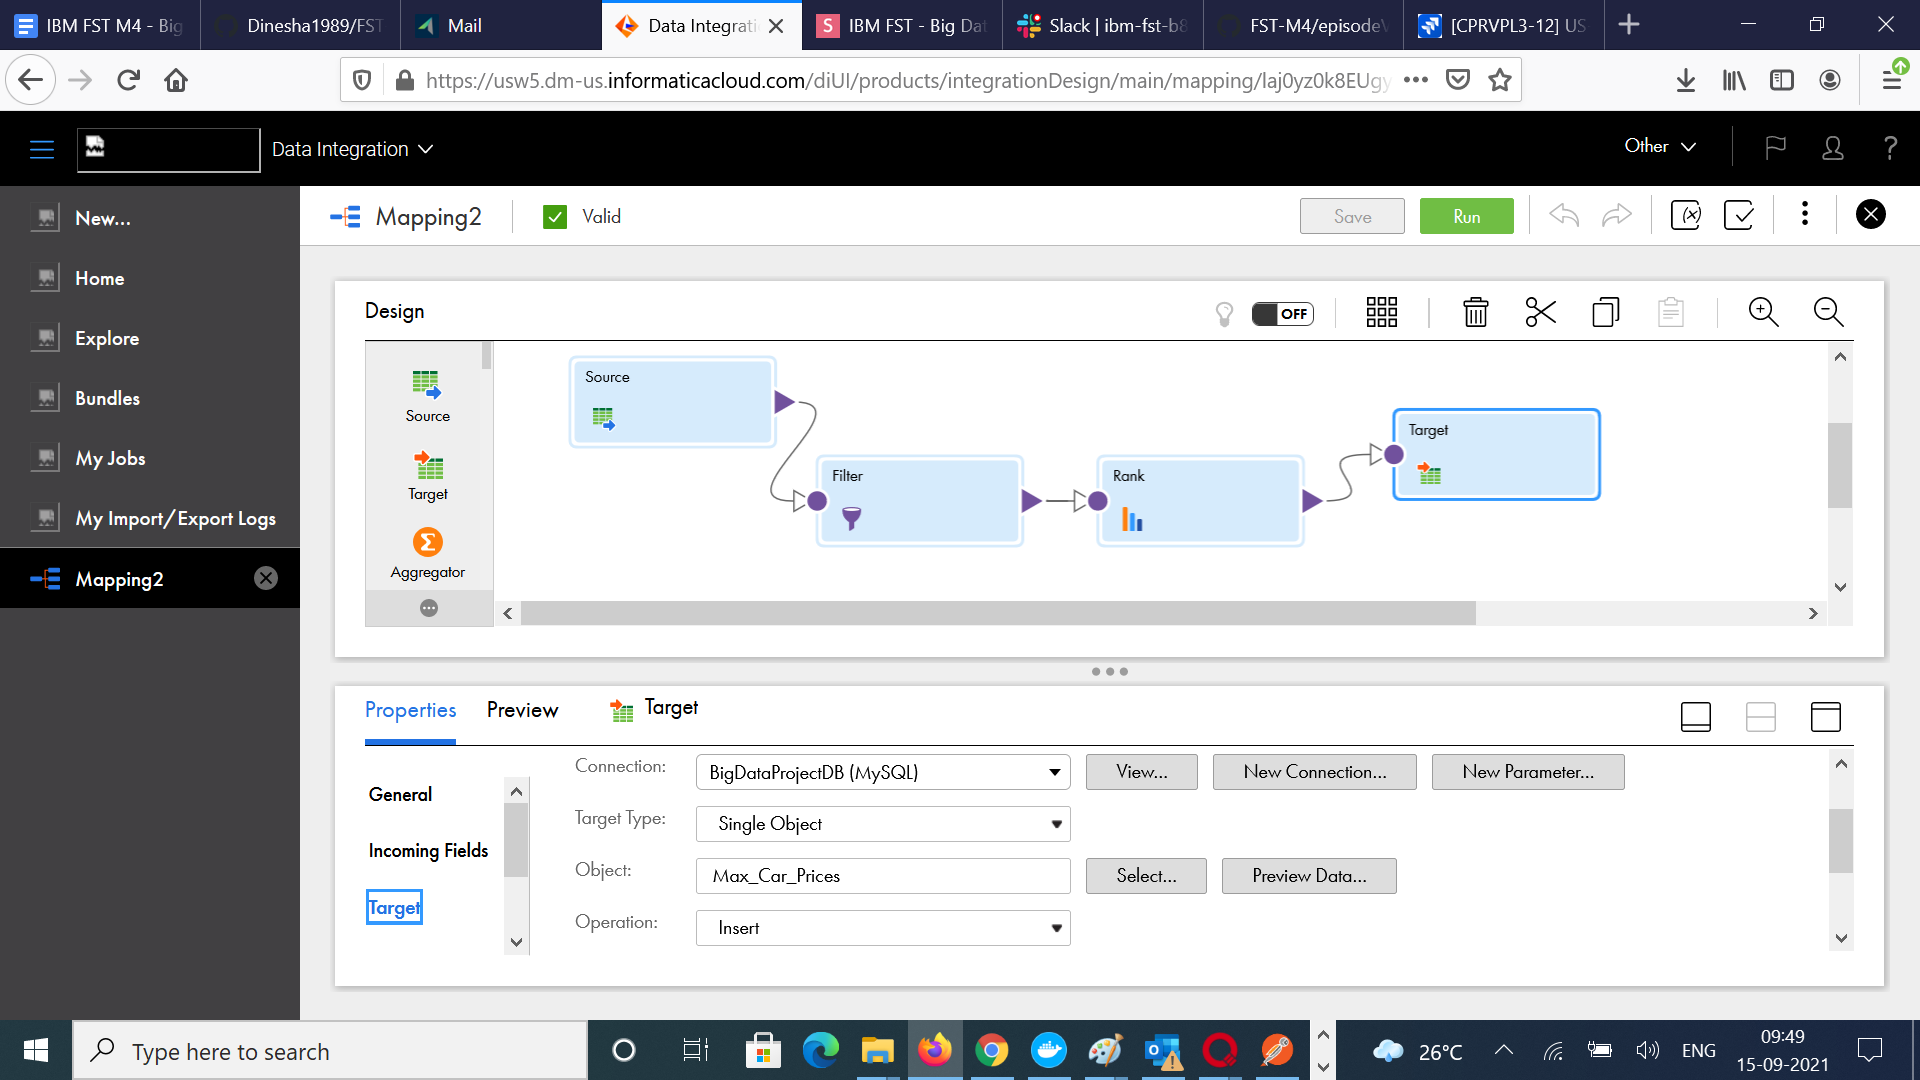 IBM FST M4 - Big
Dinesha1989/FST
Mail
Data Integrati
IBM FST - Big Dat
Slack | ibm-fst-b8
FST-M4/episodeV
[CPRVPL3-12] US
https://usw5.dm-us.informaticacloud.com/diUI/products/integrationDesign/main/mapping/laj0yz0k8EUgy
Data Integration
Other
New...
Home
Explore
Bundles
My Jobs
My Import/Export Logs
Mapping2
Mapping2
Valid
Save
Run
Design
OFF
Source
Target
Aggregator
Source
Filter
Rank
Target
Properties
Preview
Target
General
Incoming Fields
Target
Connection:
BigDataProjectDB (MySQL)
View...
New Connection...
New Parameter...
Target Type:
Single Object
Object:
Max_Car_Prices
Select...
Preview Data...
Operation:
Insert
Type here to search
26°C
ENG
09:49
15-09-2021